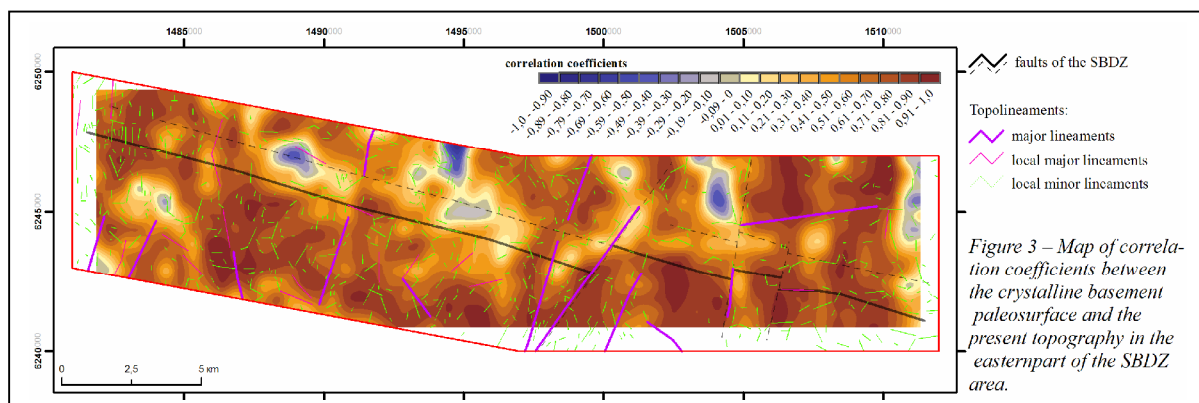 1485000 1490000 1495000 1500000 1505000 1510000
6250000
6245000
6240000
correlation coefficients
-1,0 - -0,90
-0,89 - -0,80
-0,79 - -0,70
-0,69 - -0,60
-0,59 - -0,50
-0,49 - -0,40
-0,39 - -0,30
-0,29 - -0,20
-0,19 - -0,10
-0,09 - 0
0,01 - 0,10
0,11 - 0,20
0,21 - 0,30
0,31 - 0,40
0,41 - 0,50
0,51 - 0,60
0,61 - 0,70
0,71 - 0,80
0,81 - 0,90
0,91 - 1,0
0 2,5 5 km
faults of the SBDZ
Topolineaments:
major lineaments
local major lineaments
local minor lineaments
Figure 3 – Map of correla-
tion coefficients between
the crystalline basement
paleosurface and the
present topography in the
easternpart of the SBDZ
area.